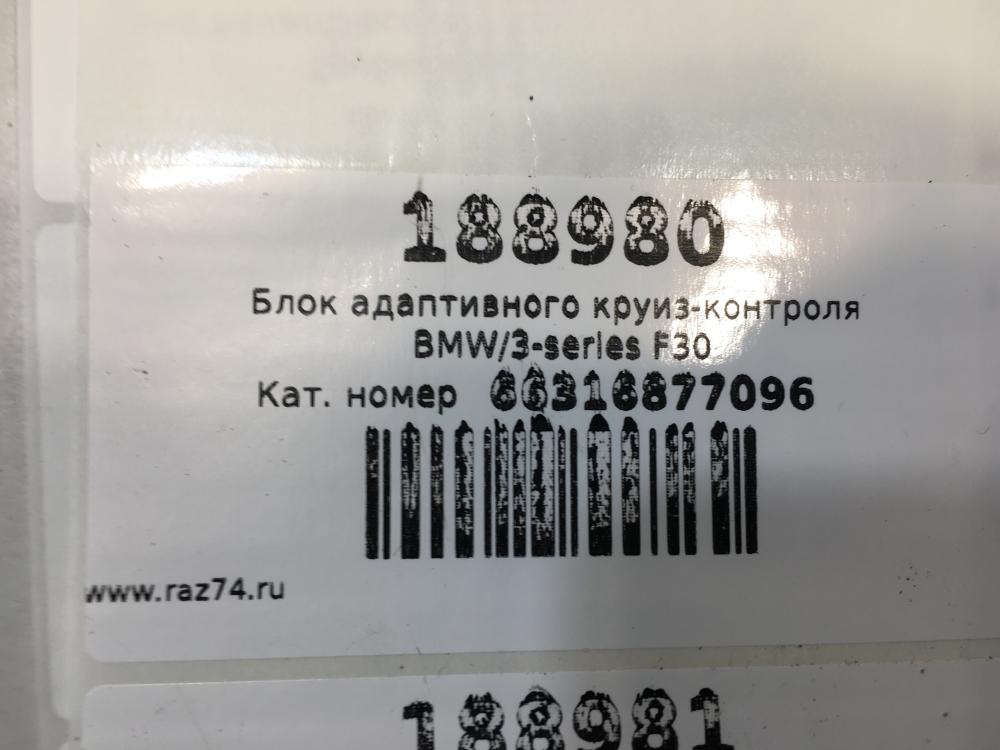 188980
Блок адаптивного круиз-контроля
BMW/3-series F30
Кат. номер 66316877096
www.raz74.ru
188981